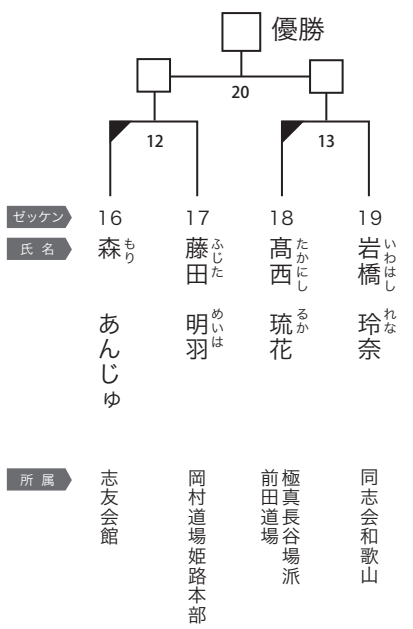 優勝
20
12
13
ゼッケン
16
17
18
19
氏 名
森 あんじゅ
もり
藤田 明羽
ふじた めいは
髙西 琉花
たかにし るか
岩橋 玲奈
いわはし れな
所 属
志友会館
岡村道場姫路本部
極真長谷場派
前田道場
同志会和歌山